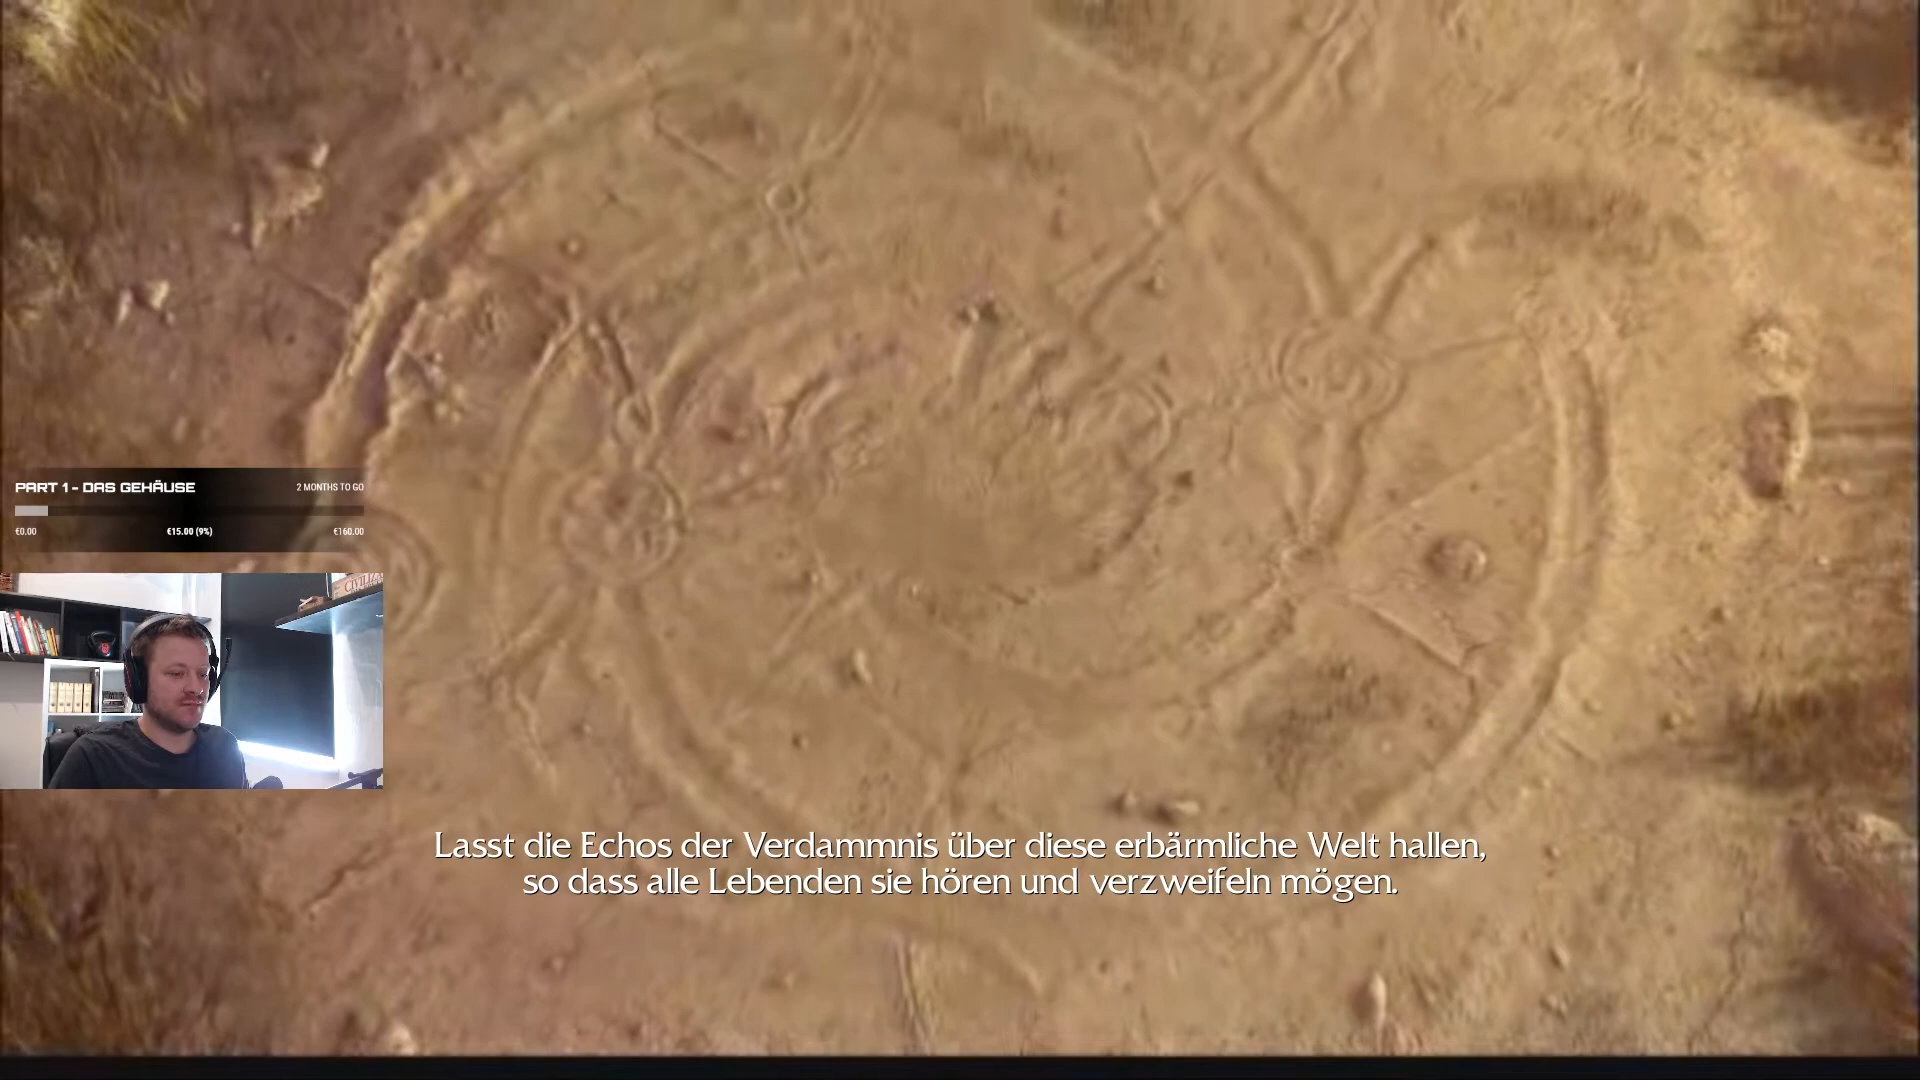 PART 1 - DAS GEHÄUSE
2 MONTHS TO GO
€0.00
€15.00 (9%)
€160.00
CIVILIZA
Lasst die Echos der Verdammnis über diese erbärmliche Welt hallen,
so dass alle Lebenden sie hören und verzweifeln mögen.